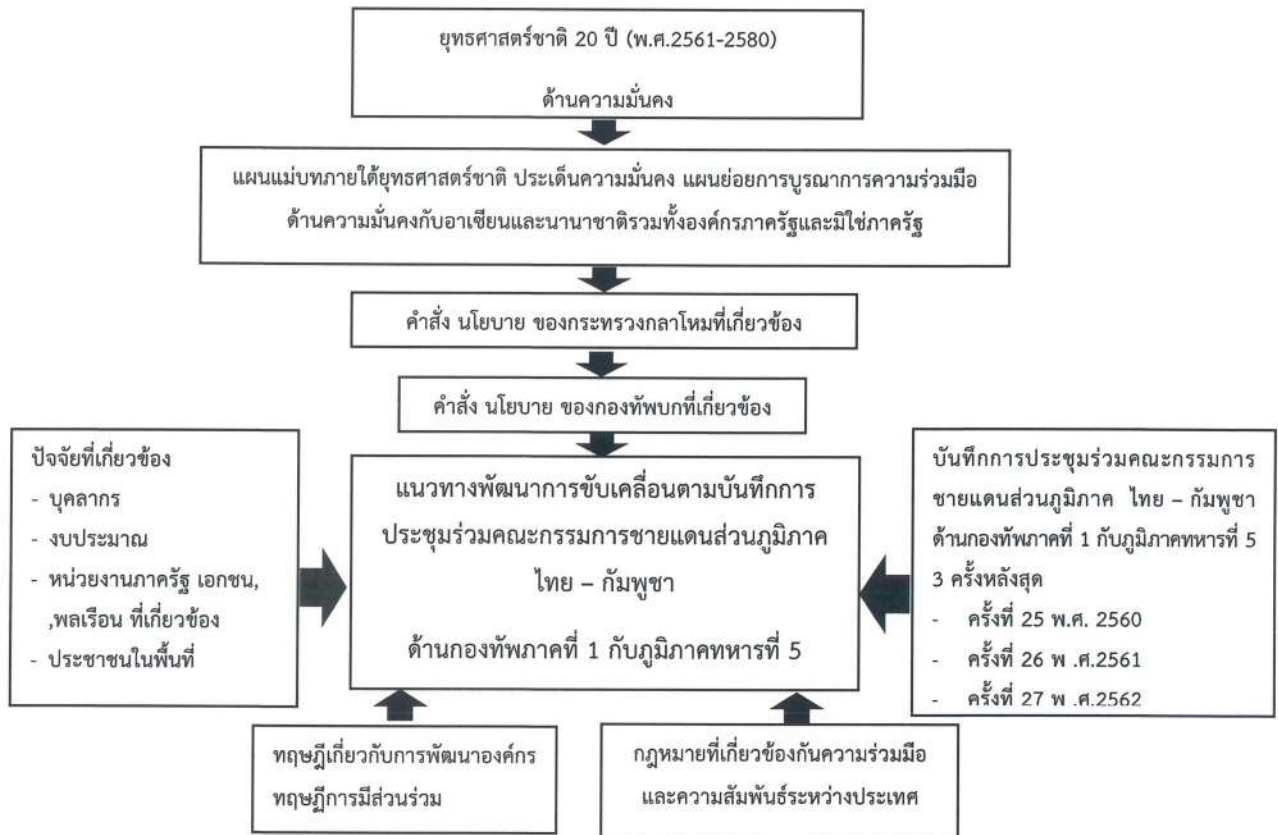 ยุทธศาสตร์ชาติ 20 ปี (พ.ศ.2561-2580)
ด้านความมั่นคง
แผนแม่บทภายใต้ยุทธศาสตร์ชาติ ประเด็นความมั่นคง แผนย่อยการบูรณาการความร่วมมือ
ด้านความมั่นคงกับอาเซียนและนานาชาติรวมทั้งองค์กรภาครัฐและมิใช่ภาครัฐ
คำสั่ง นโยบาย ของกระทรวงกลาโหมที่เกี่ยวข้อง
คำสั่ง นโยบาย ของกองทัพบกที่เกี่ยวข้อง
ปัจจัยที่เกี่ยวข้อง
- บุคลากร
- งบประมาณ
- หน่วยงานภาครัฐ เอกชน,
,พลเรือน ที่เกี่ยวข้อง
- ประชาชนในพื้นที่
แนวทางพัฒนาการขับเคลื่อนตามบันทึกการ
ประชุมร่วมคณะกรรมการชายแดนส่วนภูมิภาค
ไทย – กัมพูชา
ด้านกองทัพภาคที่ 1 กับภูมิภาคทหารที่ 5
บันทึกการประชุมร่วมคณะกรรมการ
ชายแดนส่วนภูมิภาค ไทย – กัมพูชา
ด้านกองทัพภาคที่ 1 กับภูมิภาคทหารที่ 5
3 ครั้งหลังสุด
- ครั้งที่ 25 พ.ศ. 2560
- ครั้งที่ 26 พ .ศ.2561
- ครั้งที่ 27 พ .ศ.2562
ทฤษฎีเกี่ยวกับการพัฒนาองค์กร
ทฤษฎีการมีส่วนร่วม
กฎหมายที่เกี่ยวข้องกันความร่วมมือ
และความสัมพันธ์ระหว่างประเทศ